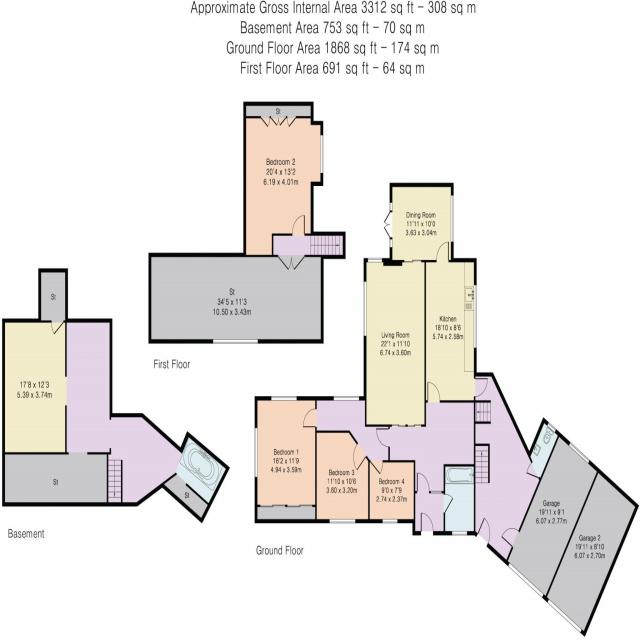 Approximate Gross Internal Area 3312 sq ft - 308 sq m
Basement Area 753 sq ft - 70 sq m
Ground Floor Area 1868 sq ft - 174 sq m
First Floor Area 691 sq ft - 64 sq m
St
Bedroom 2
20'4 x 13'2
6.19 x 4.01m
St
34'5 x 11'3
10.50 x 3.43m
First Floor
St
17'8 x 12'3
5.39 x 3.74m
St
St
Basement
Dining Room
11'11 x 10'0
3.63 x 3.04m
Living Room
22'1 x 11'10
6.74 x 3.60m
Kitchen
18'10 x 8'6
5.74 x 2.58m
Bedroom 1
16'2 x 11'9
4.94 x 3.59m
Bedroom 3
11'10 x 10'6
3.60 x 3.20m
Bedroom 4
9'0 x 7'9
2.74 x 2.37m
Garage
19'11 x 9'1
6.07 x 2.77m
Garage 2
19'11 x 8'10
6.07 x 2.70m
Ground Floor